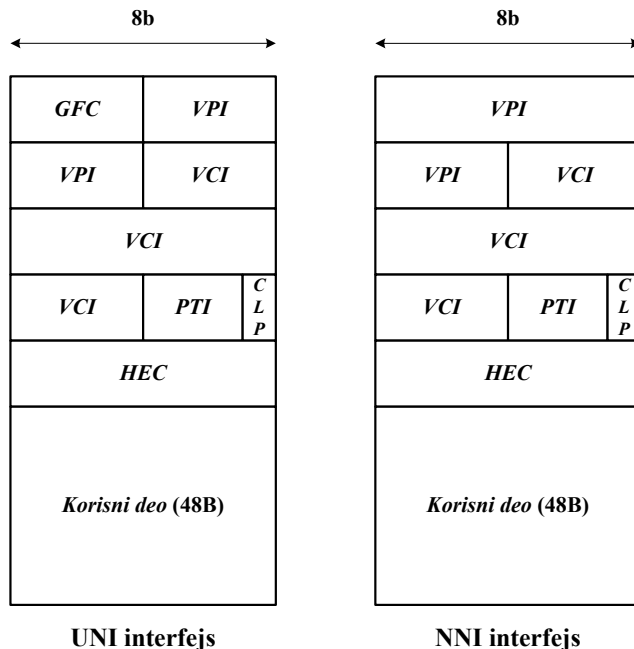 8b
GFC VPI
VPI VCI
VCI
VCI PTI C L P
HEC
Korisni deo (48B)
UNI interfejs
8b
VPI
VPI VCI
VCI
VCI PTI C L P
HEC
Korisni deo (48B)
NNI interfejs